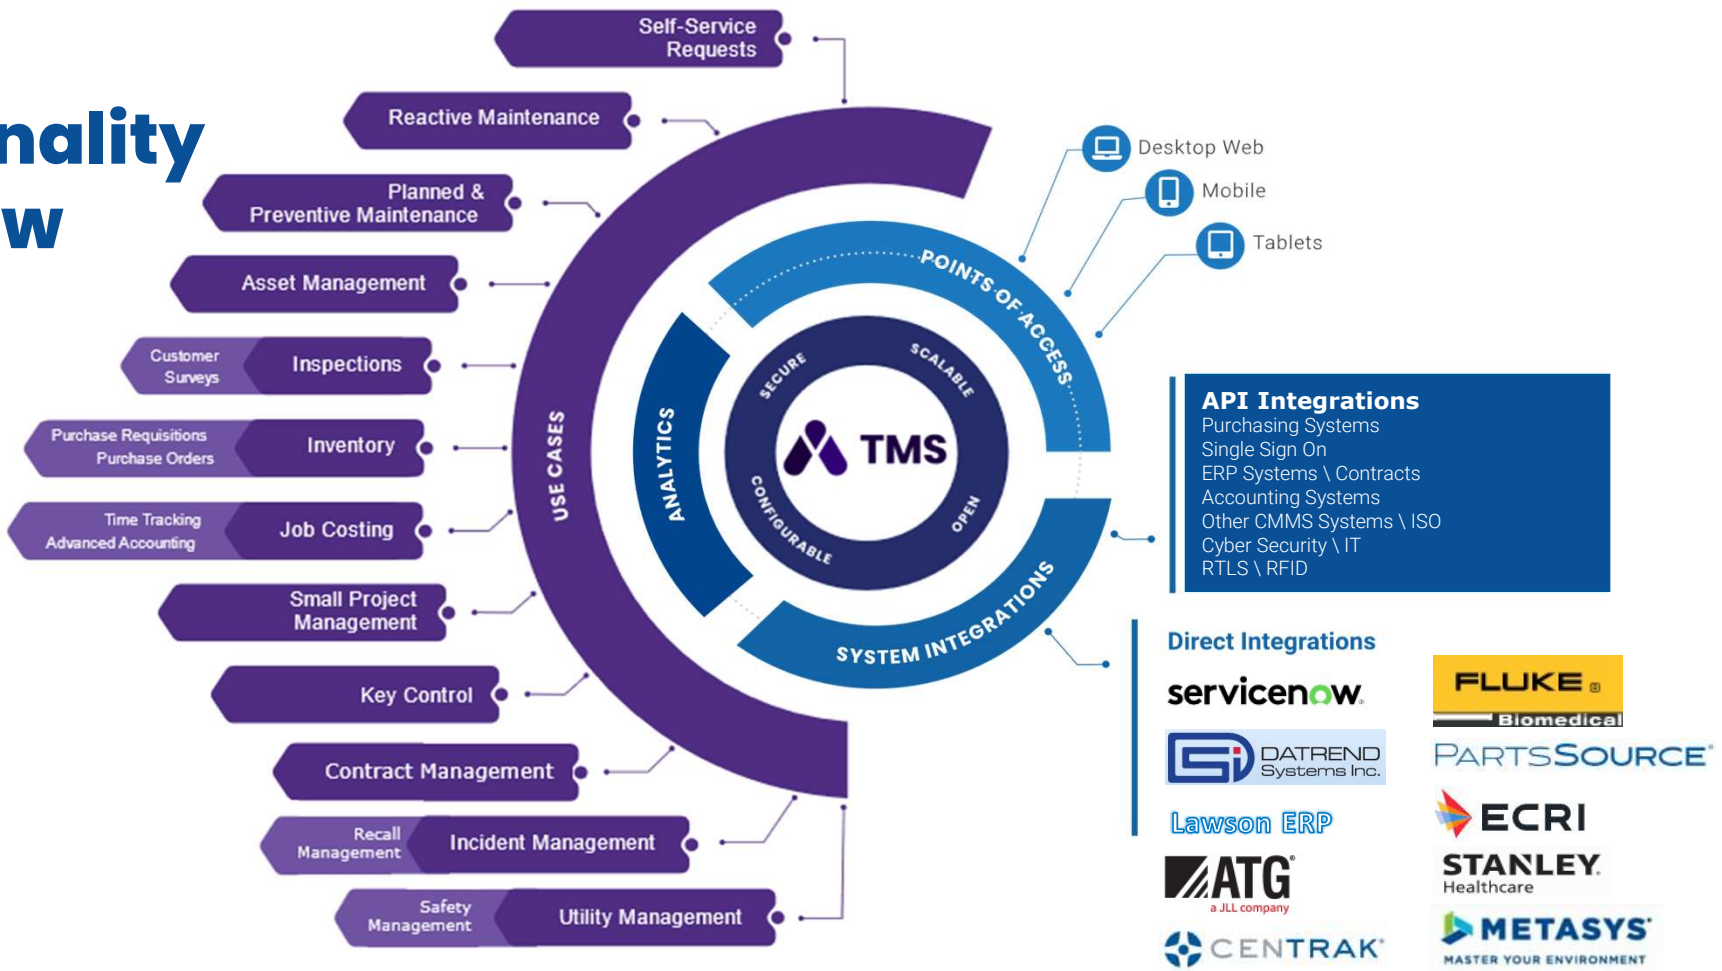 nality
w
Self-Service
Requests
Reactive Maintenance
Planned &
Preventive Maintenance
Asset Management
Customer
Surveys
Inspections
Purchase Requisitions
Purchase Orders
Inventory
Time Tracking
Advanced Accounting
Job Costing
Small Project
Management
Key Control
Contract Management
Recall
Management
Incident Management
Safety
Management
Utility Management
USE CASES
ANALYTICS
POINTS OF ACCESS
SYSTEM INTEGRATIONS
SECURE
SCALABLE
CONFIGURABLE
OPEN
TMS
Desktop Web
Mobile
Tablets
API Integrations
Purchasing Systems
Single Sign On
ERP Systems \ Contracts
Accounting Systems
Other CMMS Systems \ ISO
Cyber Security \ IT
RTLS \ RFID
Direct Integrations
servicenow
DATREND
Systems Inc.
Lawson ERP
ATG
a JLL company
CENTRAK
FLUKE
Biomedical
PARTSSOURCE
ECRI
STANLEY
Healthcare
METASYS
MASTER YOUR ENVIRONMENT